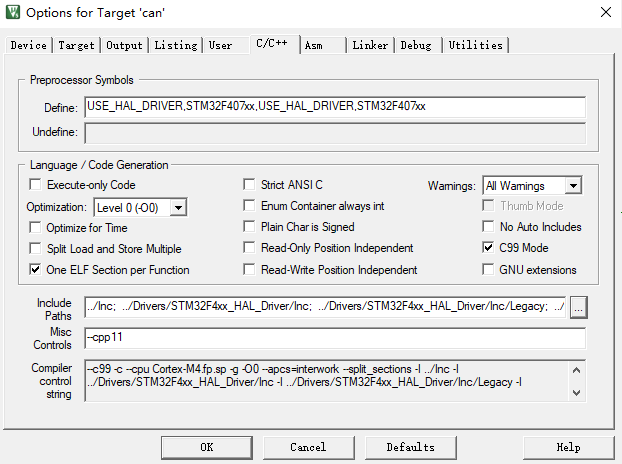 Options for Target 'can'
Device Target Output Listing User C/C++ Asm Linker Debug Utilities
Preprocessor Symbols
Define: USE_HAL_DRIVER,STM32F407xx,USE_HAL_DRIVER,STM32F407xx
Undefine:
Language / Code Generation
Execute-only Code Strict ANSI C Warnings: All Warnings
Optimization: Level 0 (-O0) Enum Container always int Thumb Mode
Optimize for Time Plain Char is Signed No Auto Includes
Split Load and Store Multiple Read-Only Position Independent C99 Mode
One ELF Section per Function Read-Write Position Independent GNU extensions
Include Paths ../Inc; ../Drivers/STM32F4xx_HAL_Driver/Inc; ../Drivers/STM32F4xx_HAL_Driver/Inc/Legacy; ../ ...
Misc Controls --cpp11
Compiler control string --c99 -c --cpu Cortex-M4.fp.sp -g -O0 --apcs=interwork --split_sections -I ../Inc -I
../Drivers/STM32F4xx_HAL_Driver/Inc -I ../Drivers/STM32F4xx_HAL_Driver/Inc/Legacy -I
OK Cancel Defaults Help